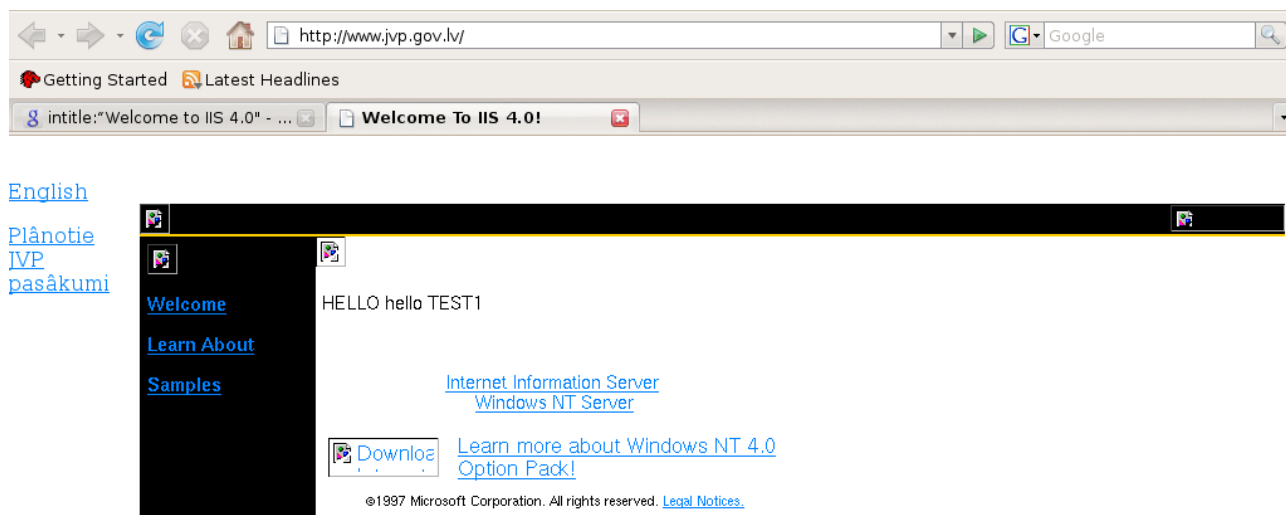 http://www.jvp.gov.lv/
G
Google
Getting Started
Latest Headlines
intitle:"Welcome to IIS 4.0" - ...
Welcome To IIS 4.0!
English
Plânotie
JVP
pasâkumi
Welcome
Learn About
Samples
HELLO hello TEST1
Internet Information Server
Windows NT Server
Downloa
Learn more about Windows NT 4.0
Option Pack!
©1997 Microsoft Corporation. All rights reserved. Legal Notices.